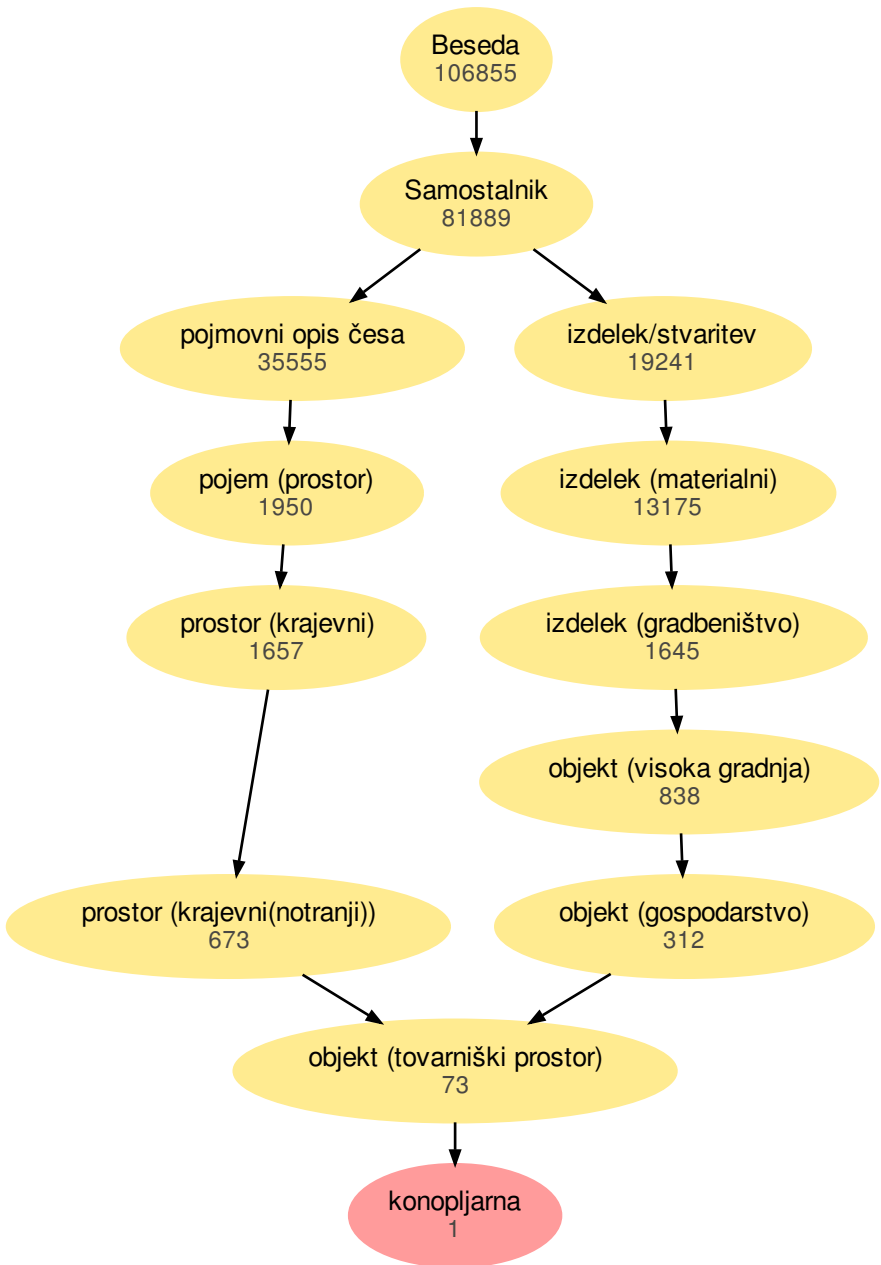 Beseda
106855
Samostalnik
81889
pojmovni opis česa
35555
izdelek/stvaritev
19241
pojem (prostor)
1950
izdelek (materialni)
13175
prostor (krajevni)
1657
izdelek (gradbeništvo)
1645
objekt (visoka gradnja)
838
prostor (krajevni(notranji))
673
objekt (gospodarstvo)
312
objekt (tovarniški prostor)
73
konopljarna
1